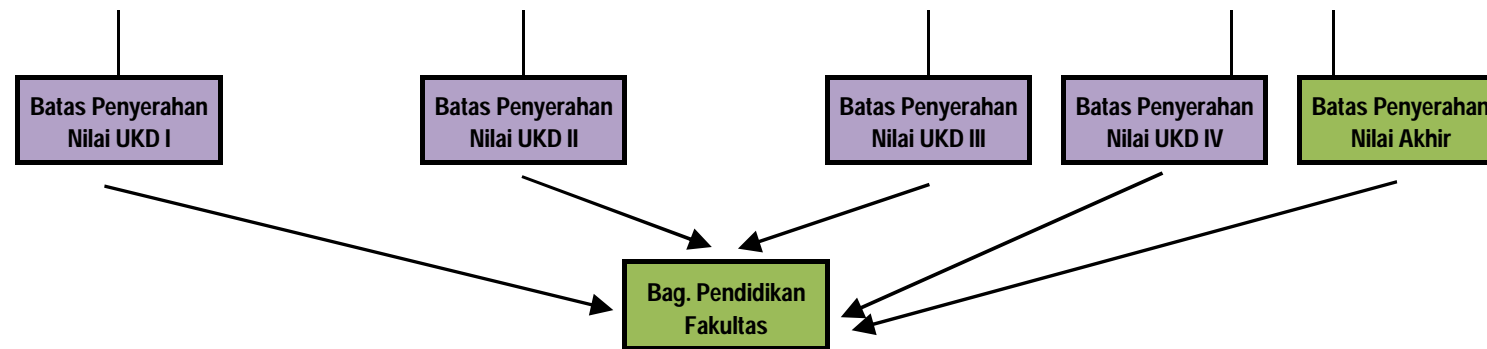 Batas Penyerahan
Nilai UKD I
Batas Penyerahan
Nilai UKD II
Batas Penyerahan
Nilai UKD III
Batas Penyerahan
Nilai UKD IV
Batas Penyerahan
Nilai Akhir
Bag. Pendidikan
Fakultas